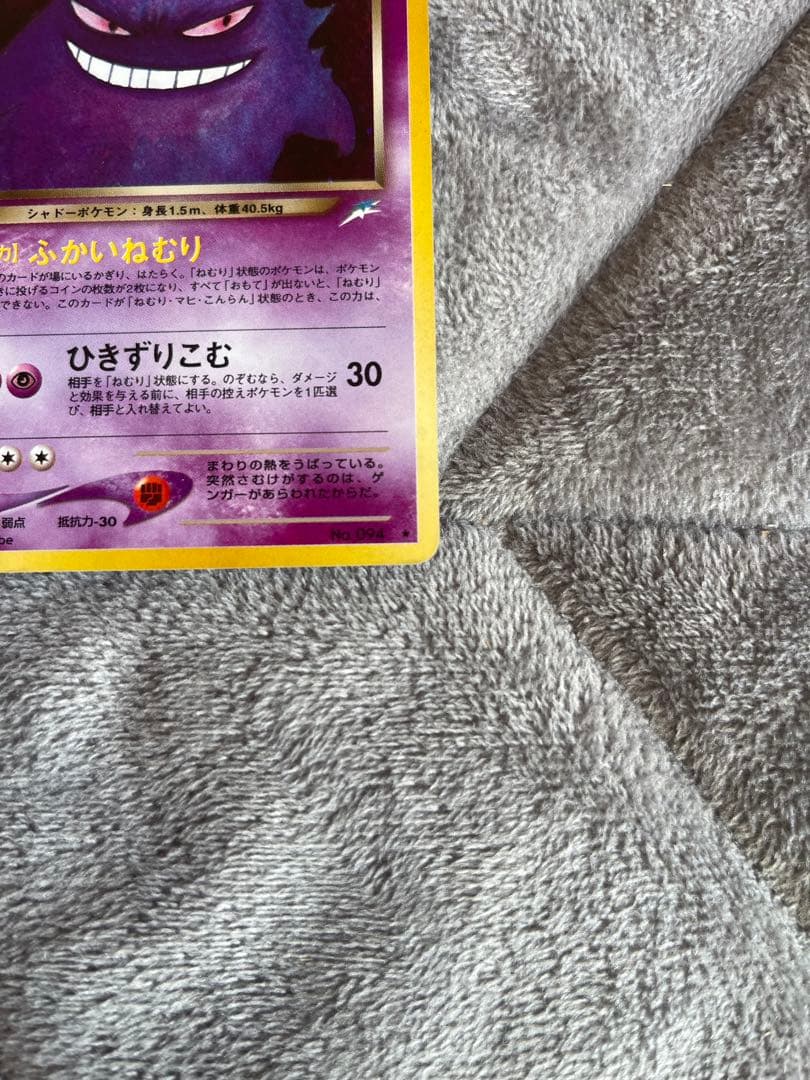 シャドーポケモン：身長1.5m、体重40.5kg
力］ふかいねむり
のカードが場にいるかぎり、はたらく。「ねむり」状態のポケモンは、ポケモン
きに投げるコインの枚数が2枚になり、すべて「おもて」が出ないと、「ねむり」
できない。このカードが「ねむり・マヒ・こんらん」状態のとき、この力は、
ひきずりこむ
30
相手を「ねむり」状態にする。のぞむなら、ダメージ
と効果を与える前に、相手の控えポケモンを1匹選
び、相手と入れ替えてよい。
まわりの熱をうばっている。
突然さむけがするのは、ゲ
ンガーがあらわれたからだ。
弱点
抵抗力-30
be
No. 094 ★